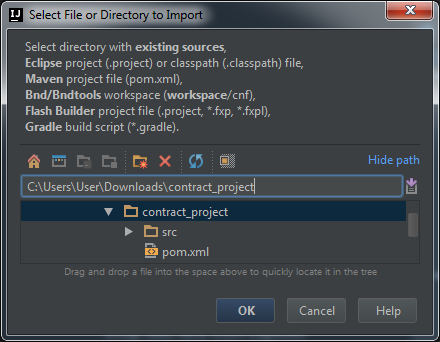 Select File or Directory to Import
Select directory with existing sources,
Eclipse project (.project) or classpath (.classpath) file,
Maven project file (pom.xml),
Bnd/Bndtools workspace (workspace/cnf),
Flash Builder project file (.project, *.fxp, *.fxpl),
Gradle build script (*.gradle).
Hide path
C:\Users\User\Downloads\contract_project
contract_project
src
pom.xml
Drag and drop a file into the space above to quickly locate it in the tree
OK
Cancel
Help